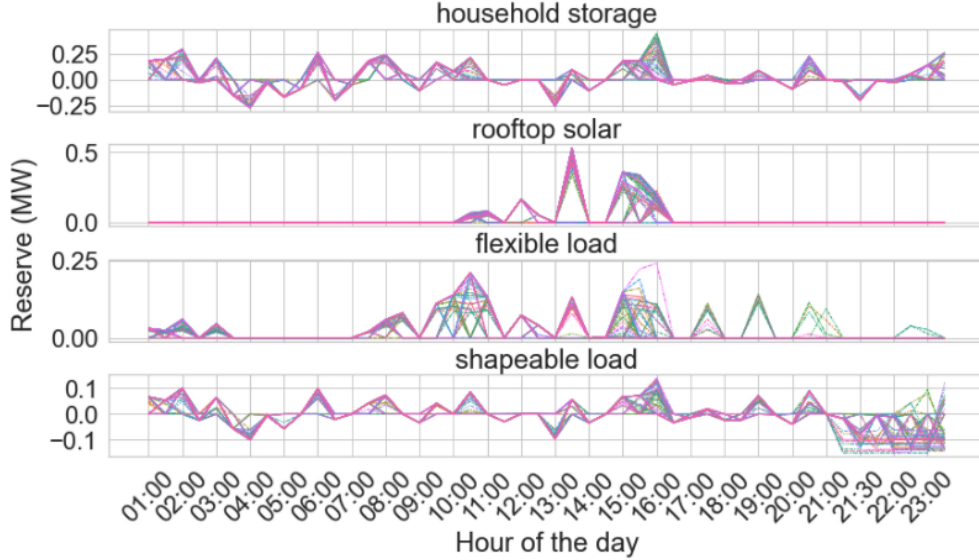 household storage
0.25
0.00
−0.25
rooftop solar
0.5
0.0
flexible load
0.25
0.00
shapeable load
0.1
0.0
−0.1
Reserve (MW)
01:00 02:00 03:00 04:00 05:00 06:00 07:00 08:00 09:00 10:00 11:00 12:00 13:00 14:00 15:00 16:00 17:00 18:00 19:00 20:00 21:00 21:30 22:00 23:00
Hour of the day